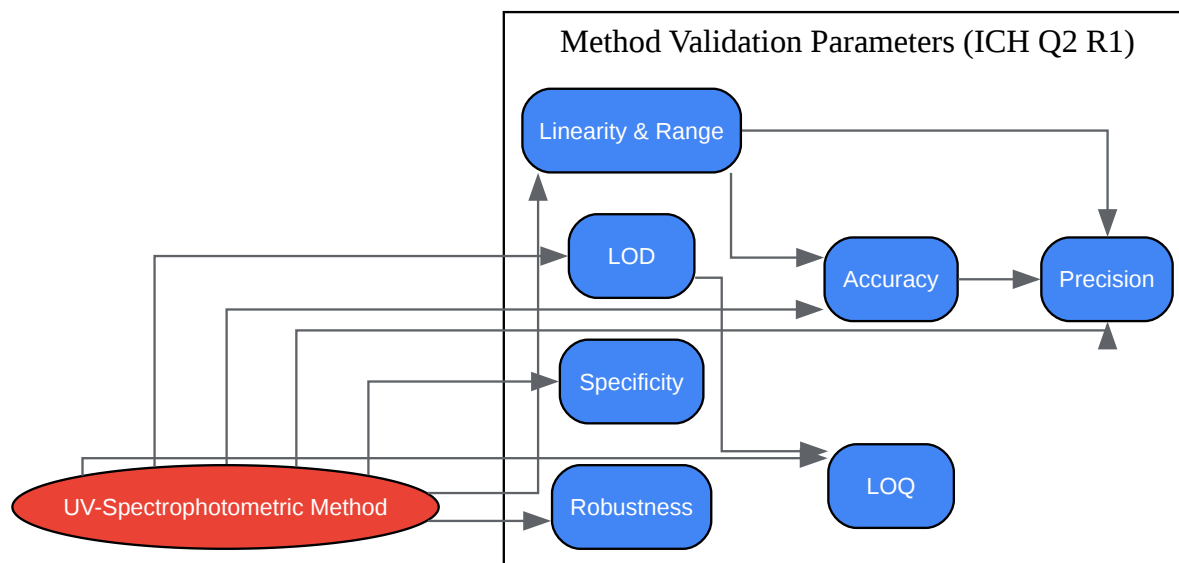 Method Validation Parameters (ICH Q2 R1)
Linearity & Range
LOD
Accuracy
Precision
Specificity
LOQ
UV-Spectrophotometric Method
Robustness